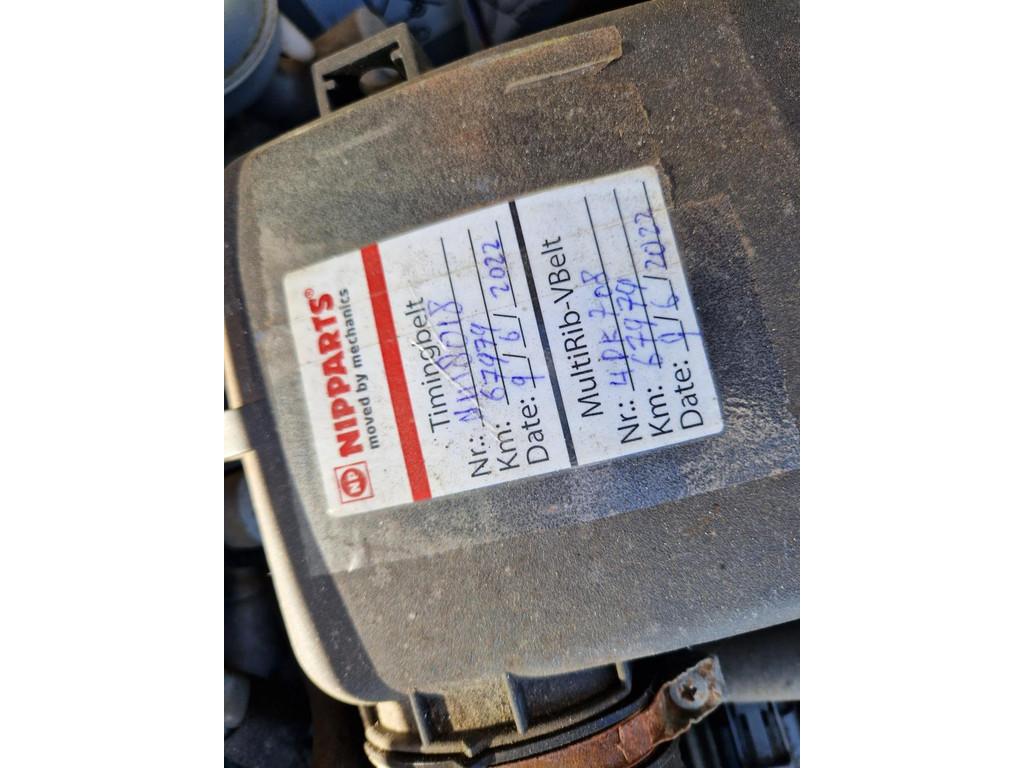 NP NIPPARTS®
moved by mechanics
Timingbelt
Nr.:
Km: 67979
Date: 9/6/2022
MultiRib-VBelt
Nr.: 4PK708
Km: 67979
Date: 9/6/2022